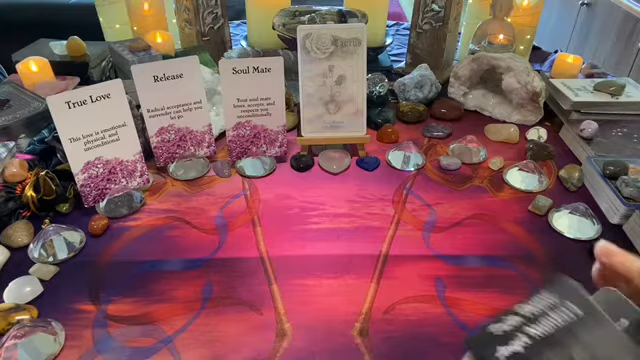 True Love
This love is emotional,
physical, and
unconditional
Release
Radical acceptance and
surrender can help you
let go.
Soul Mate
Your soul mate
loves, accepts, and
respects you
unconditionally